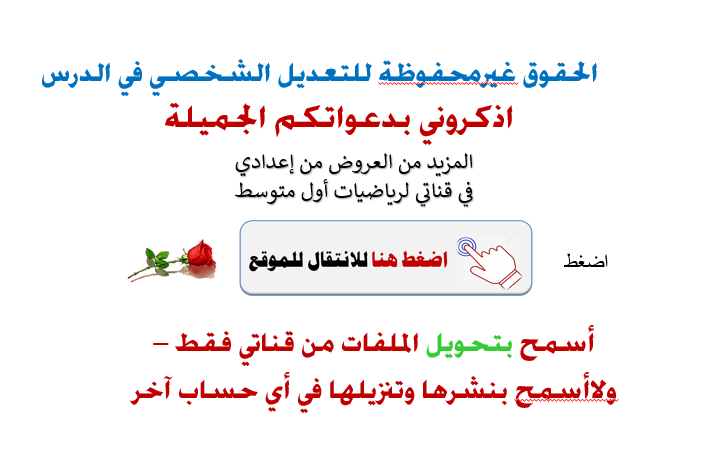 الحقوق غيرمحفوظة للتعديل الشخصي في الدرس
اذكروني بدعواتكم الجميلة
المزيد من العروض من إعدادي
في قناتي لرياضيات أول متوسط
اضغط
اضغط هنا للانتقال للموقع
أسمح بتحويل الملفات من قناتي فقط –
ولاأسمح بنشرها وتنزيلها في أي حساب آخر